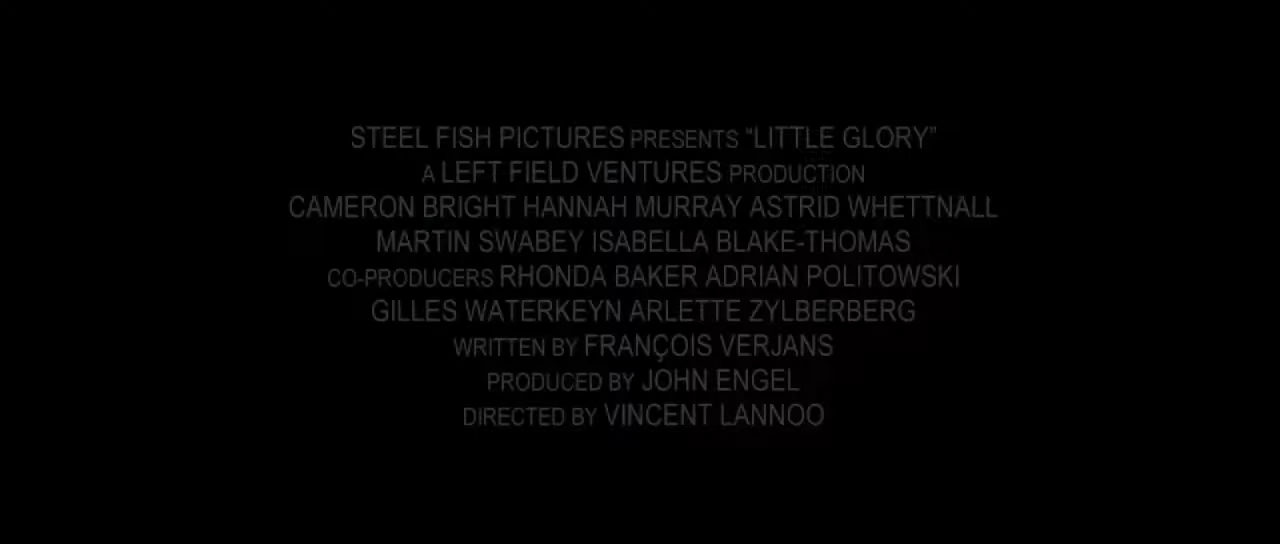 STEEL FISH PICTURES PRESENTS “LITTLE GLORY”
A LEFT FIELD VENTURES PRODUCTION
CAMERON BRIGHT HANNAH MURRAY ASTRID WHETTNALL
MARTIN SWABEY ISABELLA BLAKE-THOMAS
CO-PRODUCERS RHONDA BAKER ADRIAN POLITOWSKI
GILLES WATERKEYN ARLETTE ZYLBERBERG
WRITTEN BY FRANÇOIS VERJANS
PRODUCED BY JOHN ENGEL
DIRECTED BY VINCENT LANNOO